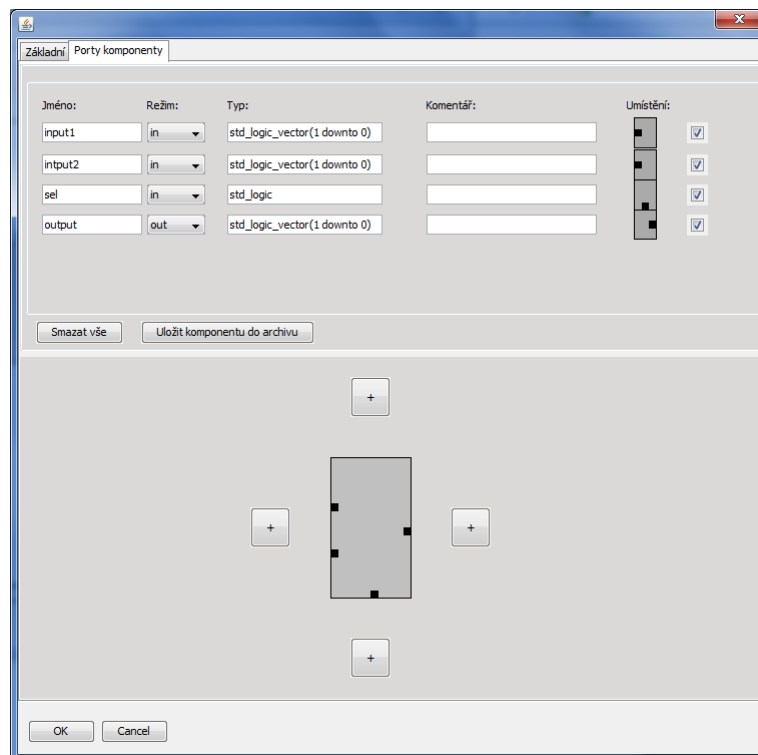 Základní Porty komponenty
Jméno: Režim: Typ: Komentář: Umístění:
input1 in std_logic_vector(1 downto 0)
intput2 in std_logic_vector(1 downto 0)
sel in std_logic
output out std_logic_vector(1 downto 0)
Smazat vše Uložit komponentu do archivu
+
+ +
+
OK Cancel